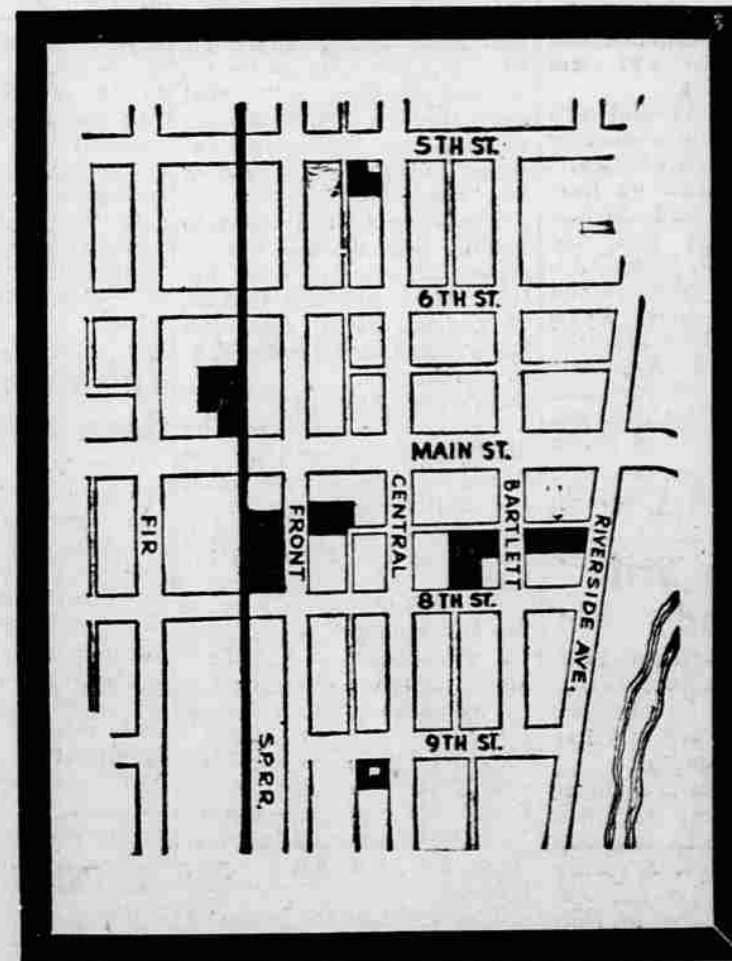 5TH ST.
6TH ST.
MAIN ST.
FIR
FRONT
CENTRAL
BARTLETT
RIVERSIDE AVE,
8TH ST.
S.P.R.R.
9TH ST.